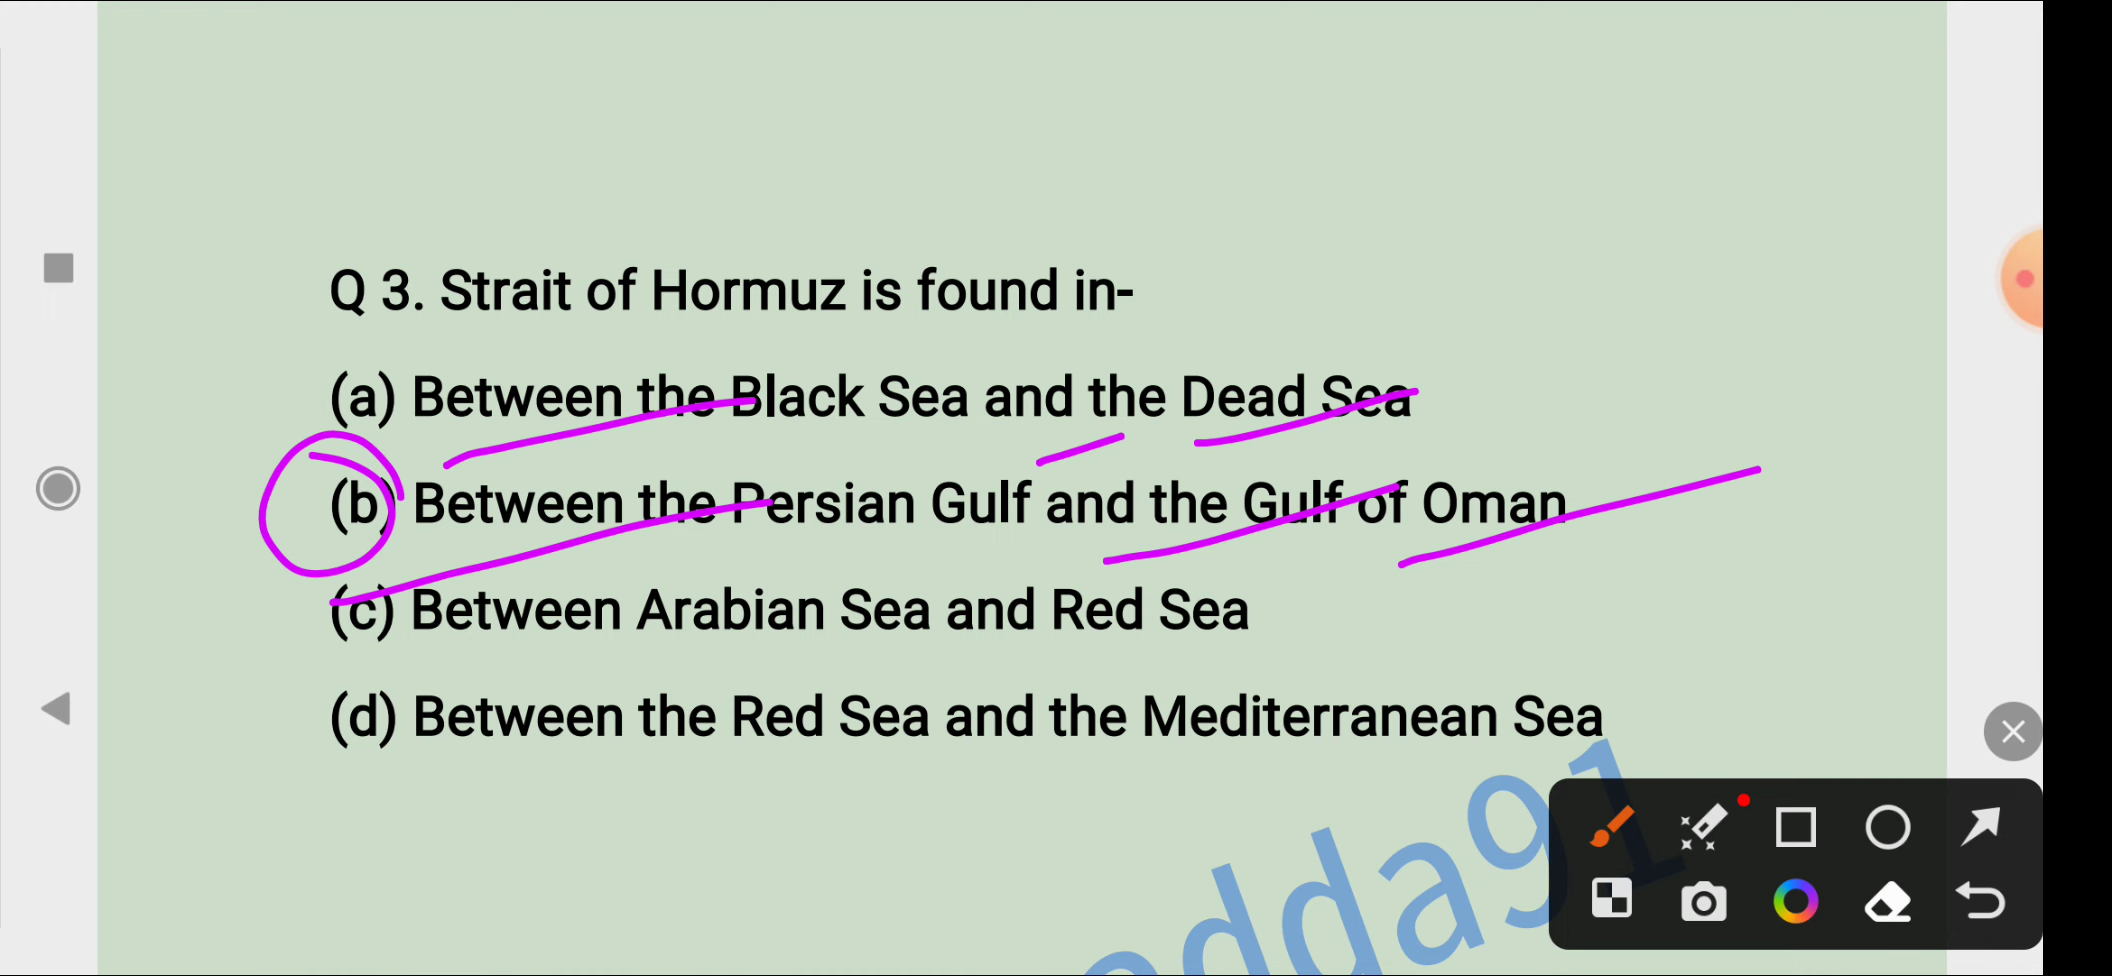 Q 3. Strait of Hormuz is found in-
(a) Between the Black Sea and the Dead Sea
(b) Between the Persian Gulf and the Gulf of Oman
(c) Between Arabian Sea and Red Sea
(d) Between the Red Sea and the Mediterranean Sea